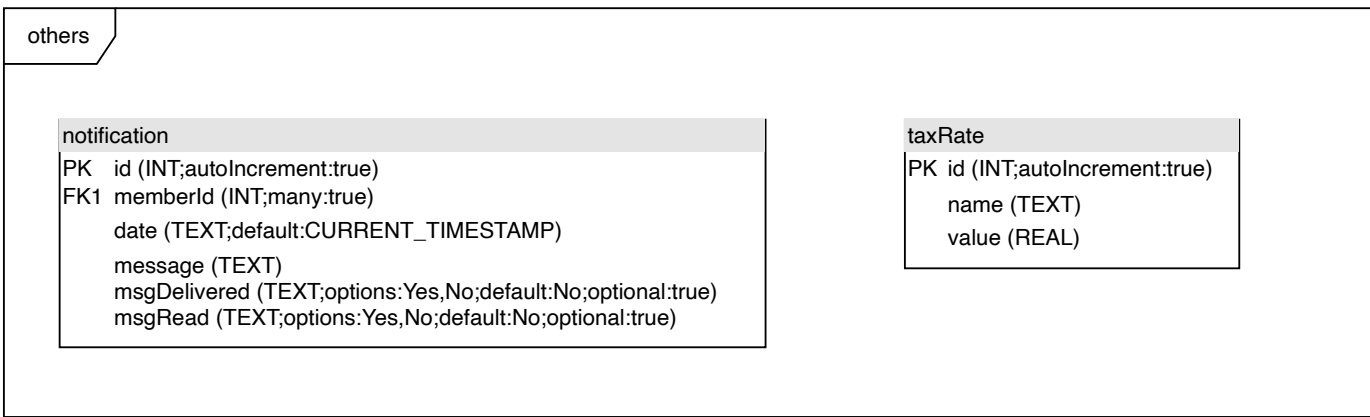 others
notification
PK id (INT;autoIncrement:true)
FK1 memberId (INT;many:true)
date (TEXT;default:CURRENT_TIMESTAMP)
message (TEXT)
msgDelivered (TEXT;options:Yes,No;default:No;optional:true)
msgRead (TEXT;options:Yes,No;default:No;optional:true)
taxRate
PK id (INT;autoIncrement:true)
name (TEXT)
value (REAL)